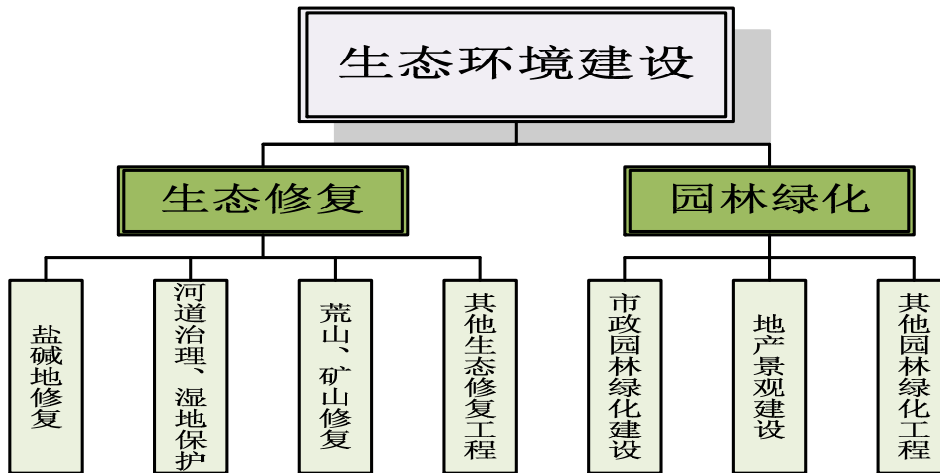 生态环境建设
生态修复
园林绿化
盐碱地修复
河道治理、湿地保护
荒山、矿山修复
其他生态修复工程
市政园林绿化建设
地产景观建设
其他园林绿化工程